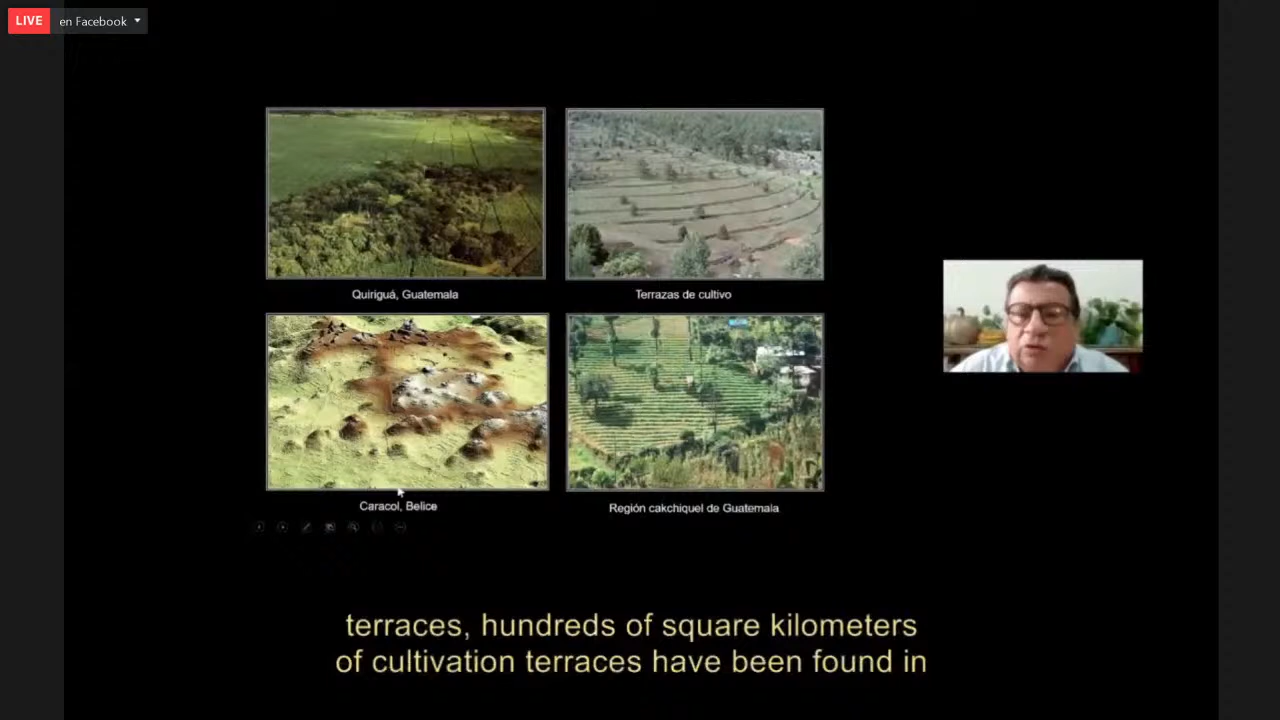 LIVE en Facebook
Quiriguá, Guatemala
Terrazas de cultivo
Caracol, Belice
Región cakchiquel de Guatemala
terraces, hundreds of square kilometers
of cultivation terraces have been found in